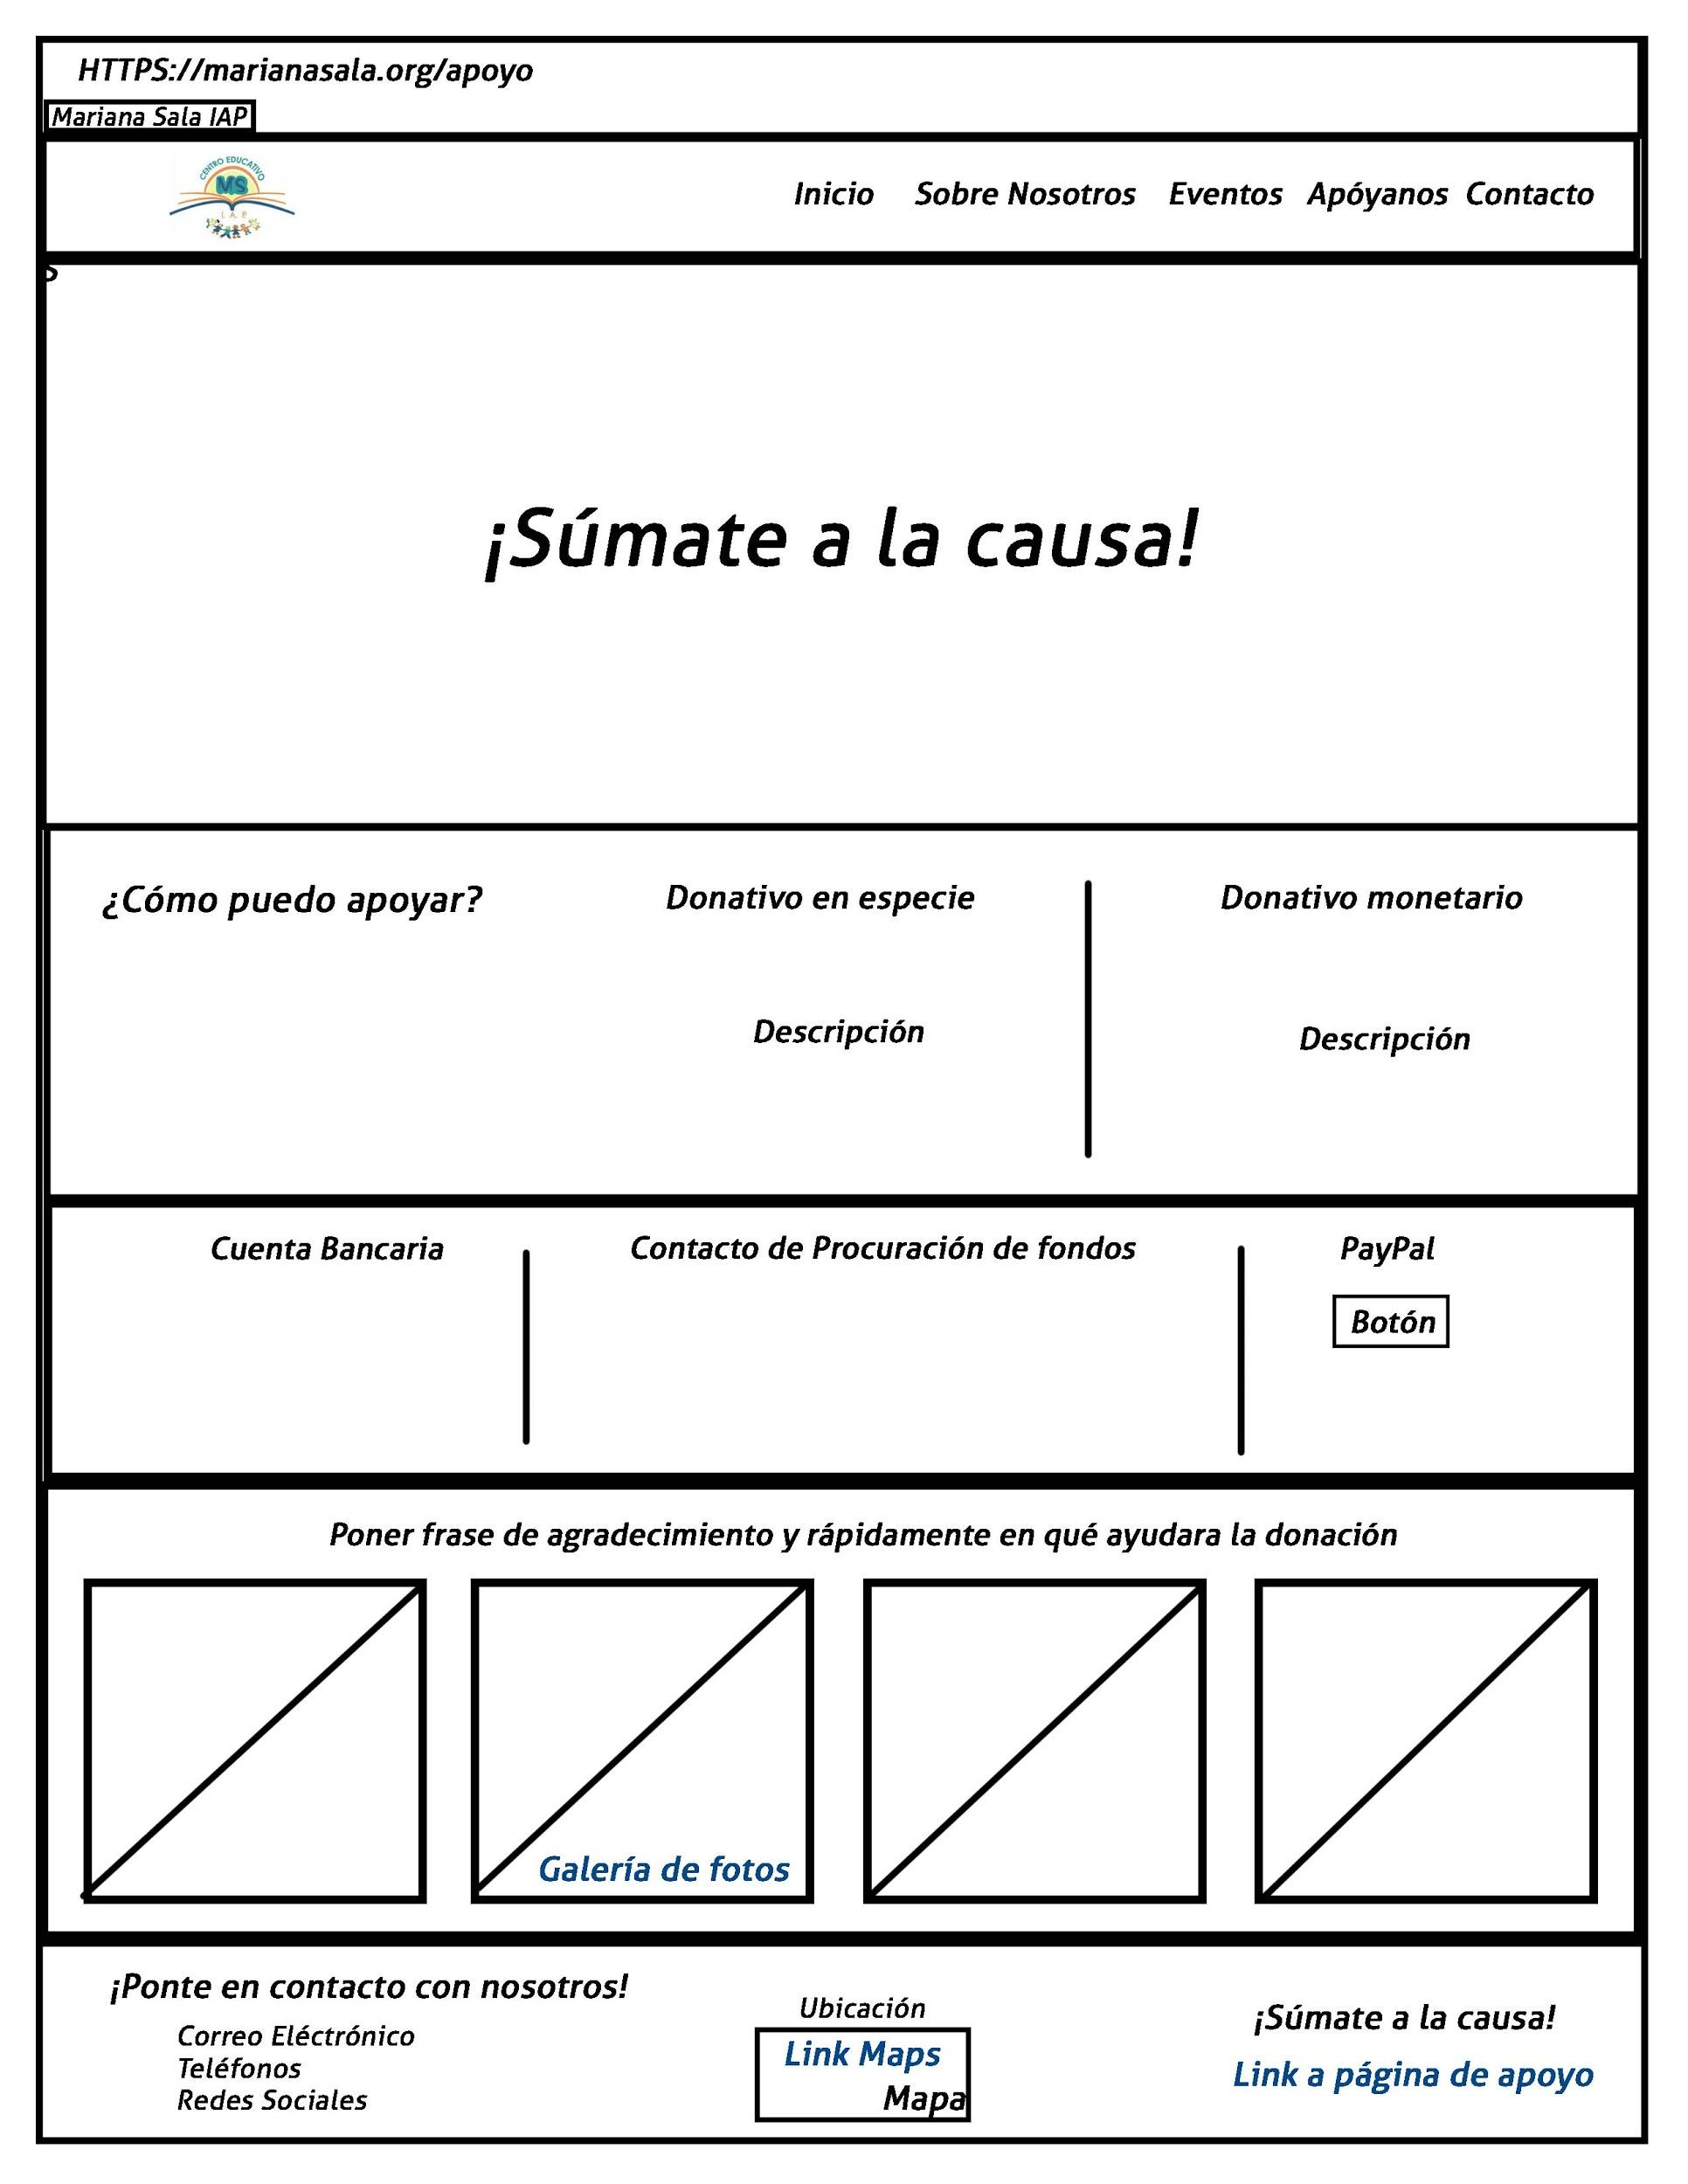 HTTPS://marianasala.org/apoyo
Mariana Sala IAP
CENTRO EDUCATIVO
MS
I. A. P
Inicio Sobre Nosotros Eventos Apóyanos Contacto
¡Súmate a la causa!
¿Cómo puedo apoyar? Donativo en especie Donativo monetario
Descripción Descripción
Cuenta Bancaria Contacto de Procuración de fondos PayPal
Botón
Poner frase de agradecimiento y rápidamente en qué ayudara la donación
Galería de fotos
¡Ponte en contacto con nosotros!
Correo Eléctrónico
Teléfonos
Redes Sociales
Ubicación
Link Maps
Mapa
¡Súmate a la causa!
Link a página de apoyo